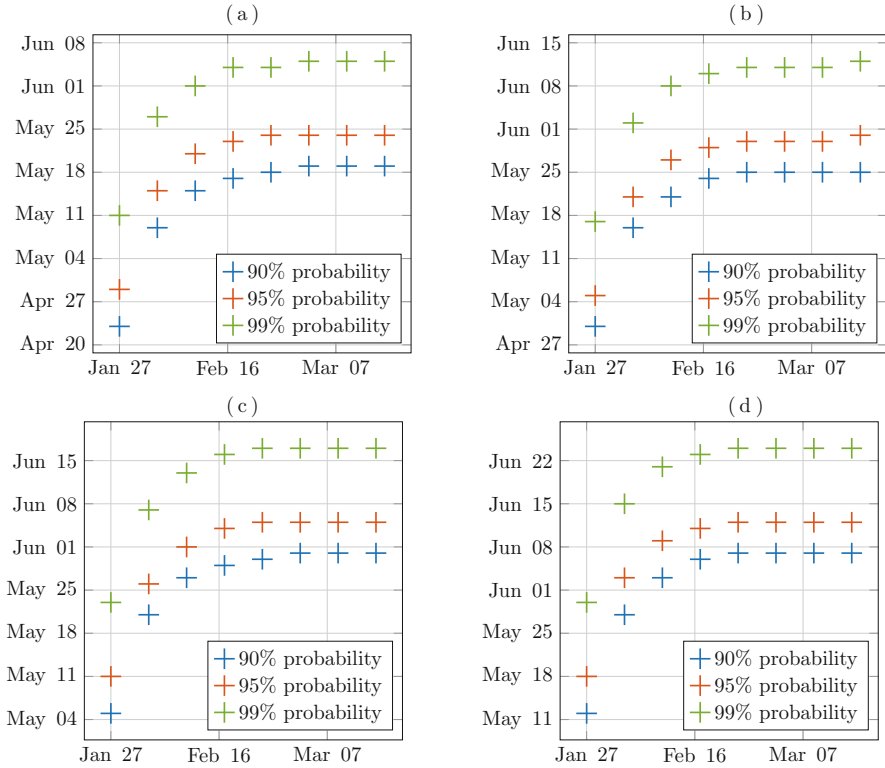 (a)
Jun 08
Jun 01
May 25
May 18
May 11
May 04
Apr 27
Apr 20
Jan 27
Feb 16
Mar 07
90% probability
95% probability
99% probability
(b)
Jun 15
Jun 08
Jun 01
May 25
May 18
May 11
May 04
Apr 27
Jan 27
Feb 16
Mar 07
90% probability
95% probability
99% probability
(c)
Jun 15
Jun 08
Jun 01
May 25
May 18
May 11
May 04
Jan 27
Feb 16
Mar 07
90% probability
95% probability
99% probability
(d)
Jun 22
Jun 15
Jun 08
Jun 01
May 25
May 18
May 11
Jan 27
Feb 16
Mar 07
90% probability
95% probability
99% probability